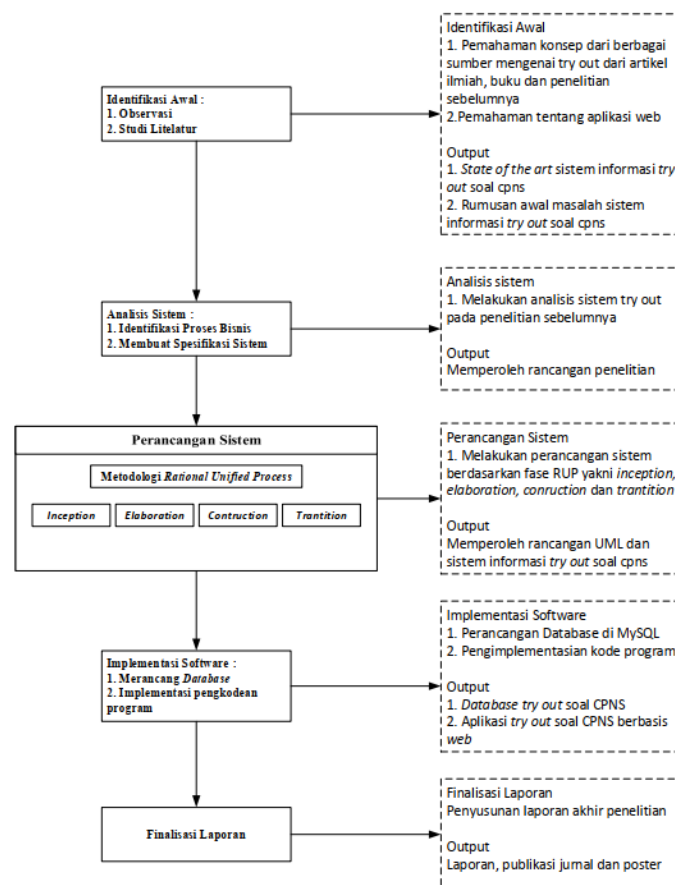 Identifikasi Awal :
1. Observasi
2. Studi Litelatur
Identifikasi Awal
1. Pemahaman konsep dari berbagai
sumber mengenai try out dari artikel
ilmiah, buku dan penelitian
sebelumnya
2.Pemahaman tentang aplikasi web
Output
1. State of the art sistem informasi try
out soal cpns
2. Rumusan awal masalah sistem
informasi try out soal cpns
Analisis Sistem :
1. Identifikasi Proses Bisnis
2. Membuat Spesifikasi Sistem
Analisis sistem
1. Melakukan analisis sistem try out
pada penelitian sebelumnya
Output
Memperoleh rancangan penelitian
Perancangan Sistem
Metodologi Rational Unified Process
Inception
Elaboration
Contruction
Trantition
Perancangan Sistem
1. Melakukan perancangan sistem
berdasarkan fase RUP yakni inception,
elaboration, conruction dan trantition
Output
Memperoleh rancangan UML dan
sistem informasi try out soal cpns
Implementasi Software :
1. Merancang Database
2. Implementasi pengkodean
program
Implementasi Software
1. Perancangan Database di MySQL
2. Pengimplementasian kode program
Output
1. Database try out soal CPNS
2. Aplikasi try out soal CPNS berbasis
web
Finalisasi Laporan
Finalisasi Laporan
Penyusunan laporan akhir penelitian
Output
Laporan, publikasi jurnal dan poster